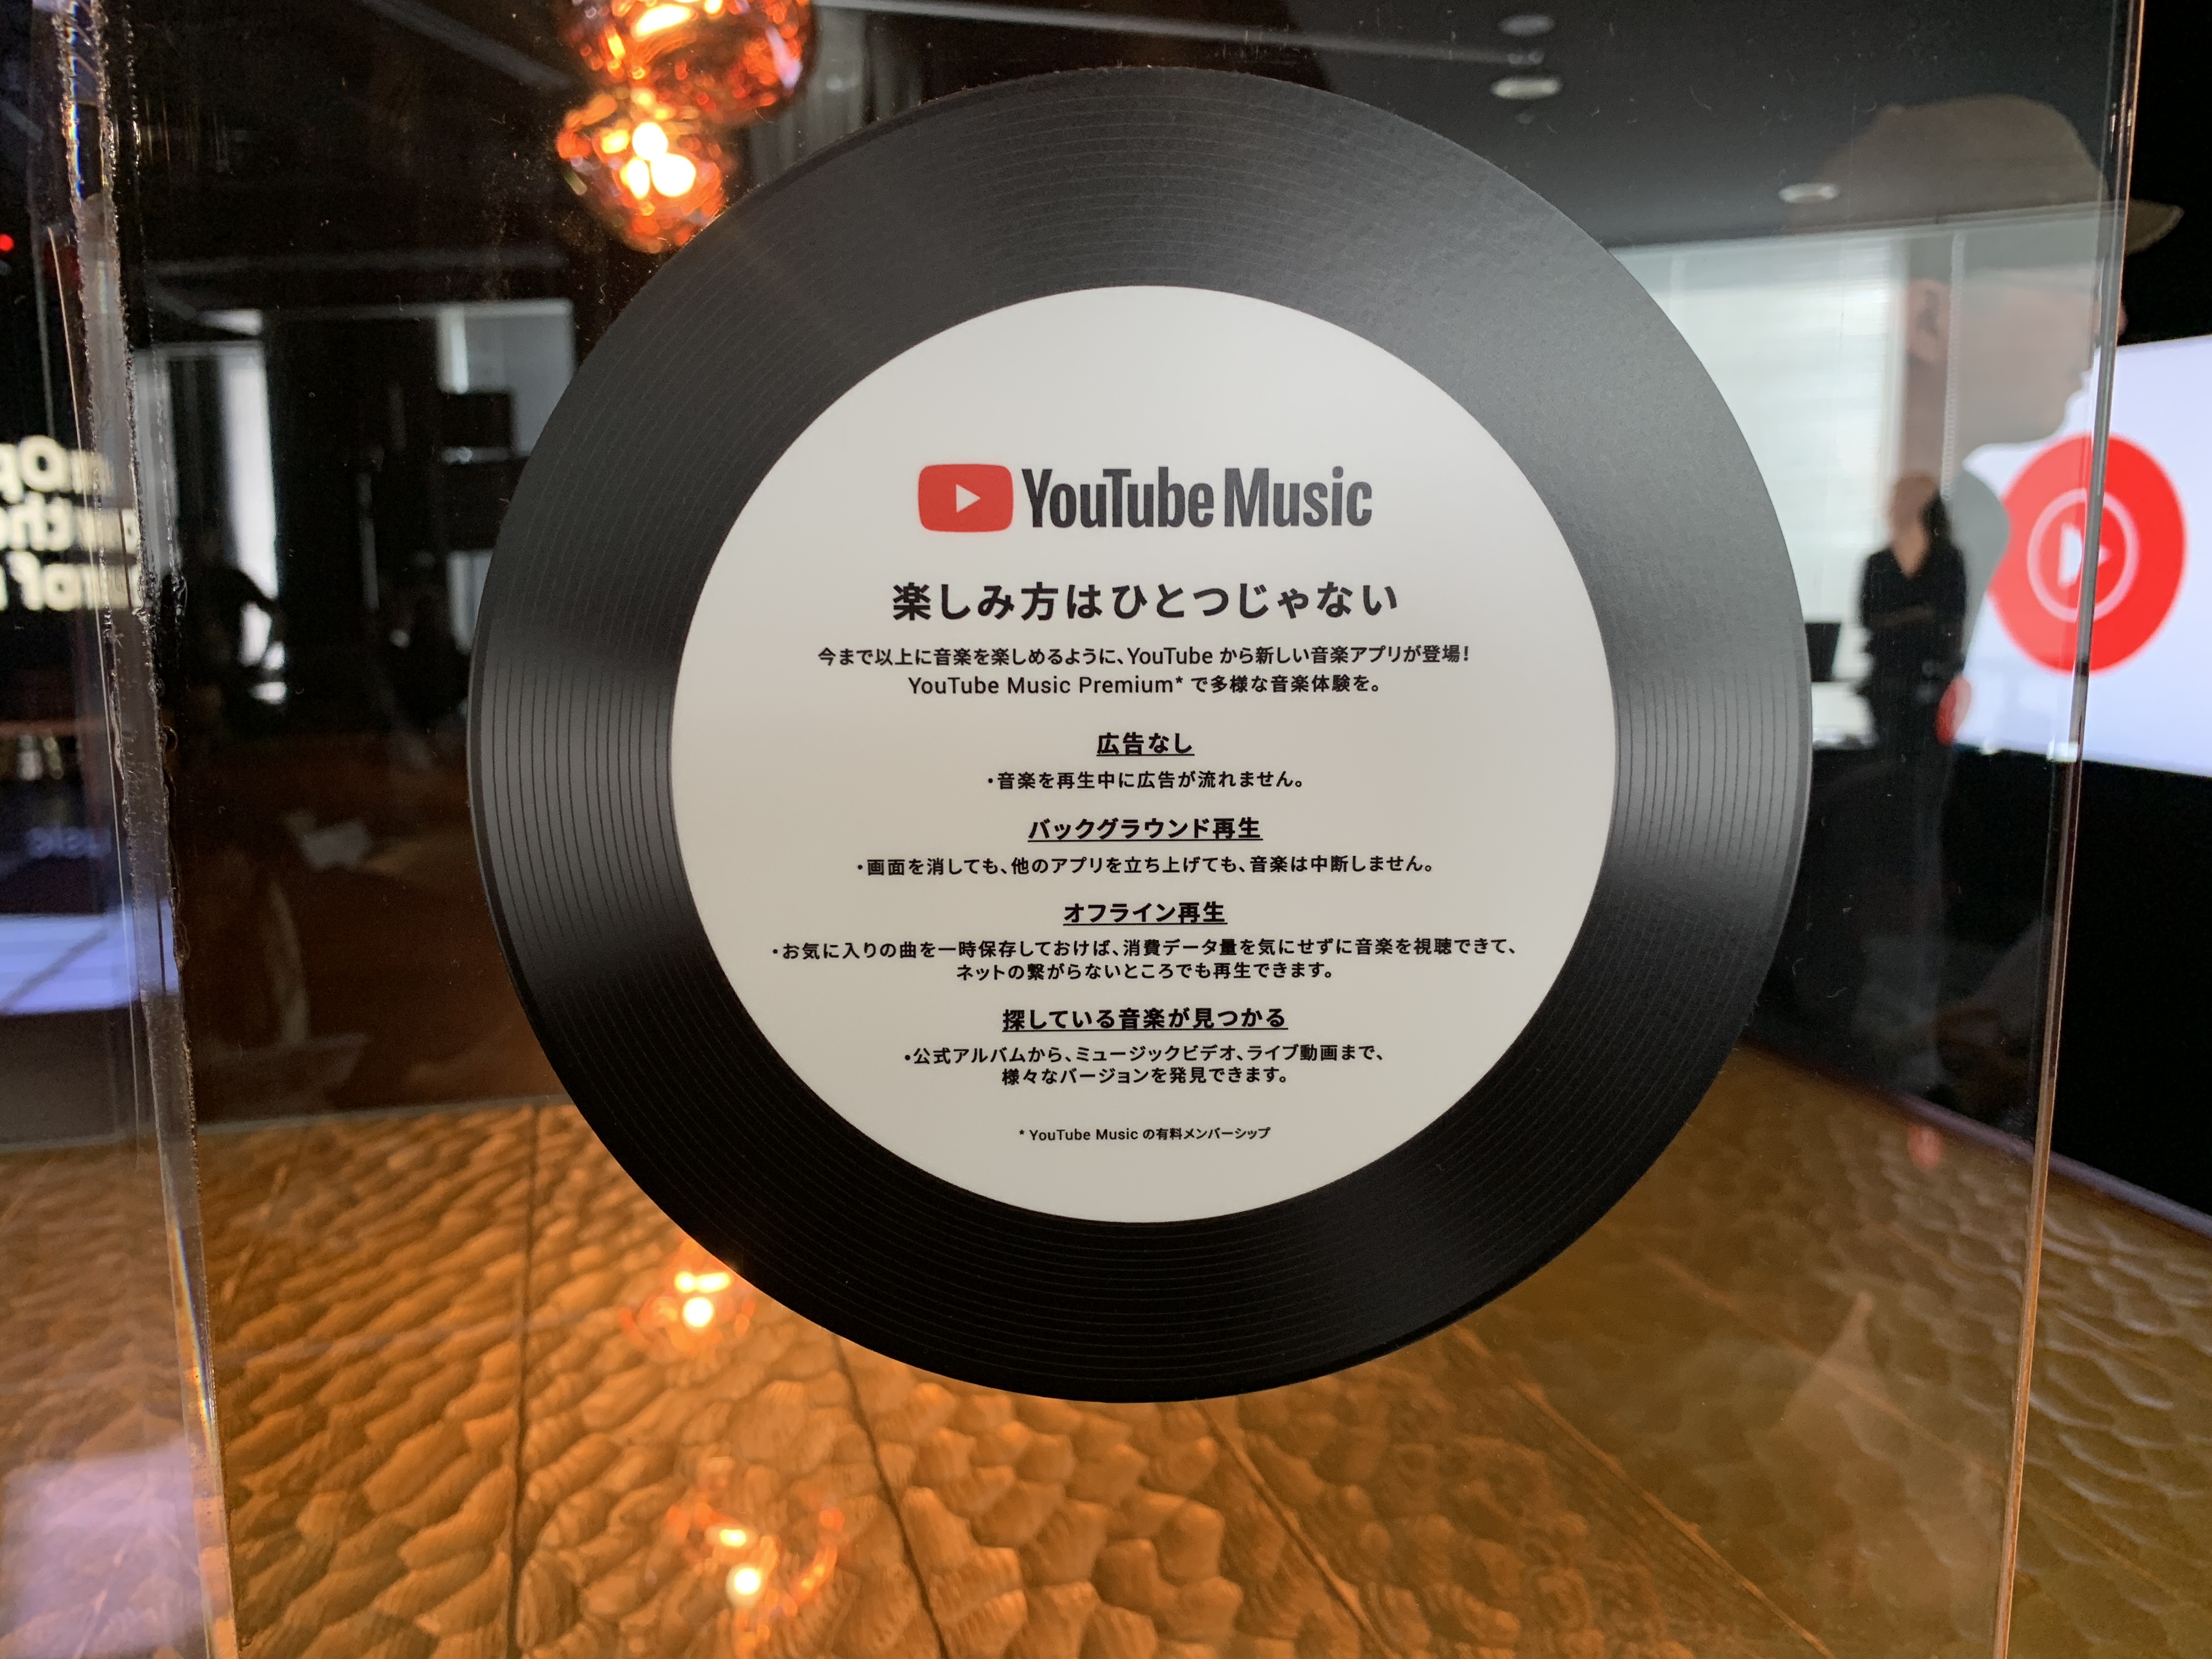 YouTube Music
楽しみ方はひとつじゃない
今まで以上に音楽を楽しめるように、YouTube から新しい音楽アプリが登場！
YouTube Music Premium* で多様な音楽体験を。
広告なし
・音楽を再生中に広告が流れません。
バックグラウンド再生
・画面を消しても、他のアプリを立ち上げても、音楽は中断しません。
オフライン再生
・お気に入りの曲を一時保存しておけば、消費データ量を気にせずに音楽を視聴できて、
ネットの繋がらないところでも再生できます。
探している音楽が見つかる
・公式アルバムから、ミュージックビデオ、ライブ動画まで、
様々なバージョンを発見できます。
* YouTube Music の有料メンバーシップ